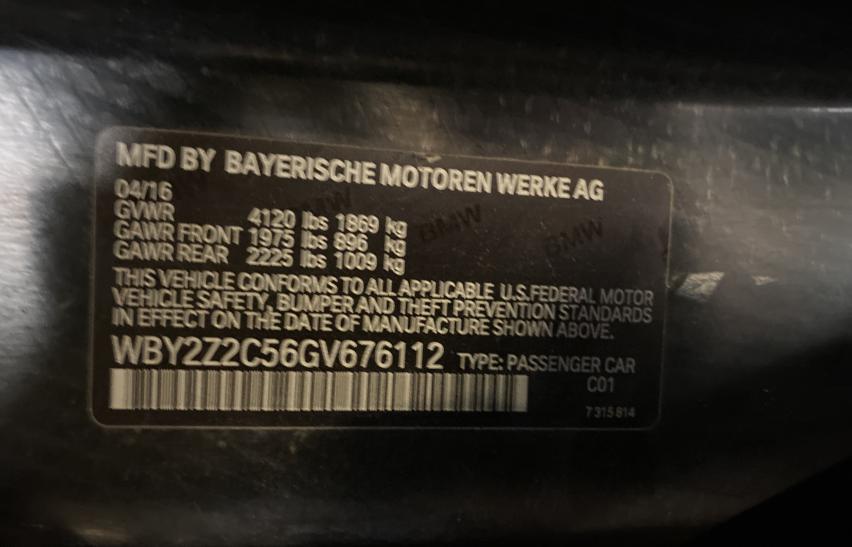 MFD BY BAYERISCHE MOTOREN WERKE AG
04/16
GVWR 4120 lbs 1869 kg
GAWR FRONT 1975 lbs 896 kg
GAWR REAR 2225 lbs 1009 kg
BMW BMW BMW
THIS VEHICLE CONFORMS TO ALL APPLICABLE U.S.FEDERAL MOTOR
VEHICLE SAFETY, BUMPER AND THEFT PREVENTION STANDARDS
IN EFFECT ON THE DATE OF MANUFACTURE SHOWN ABOVE.
WBY2Z2C56GV676112 TYPE: PASSENGER CAR
C01
7 315 814